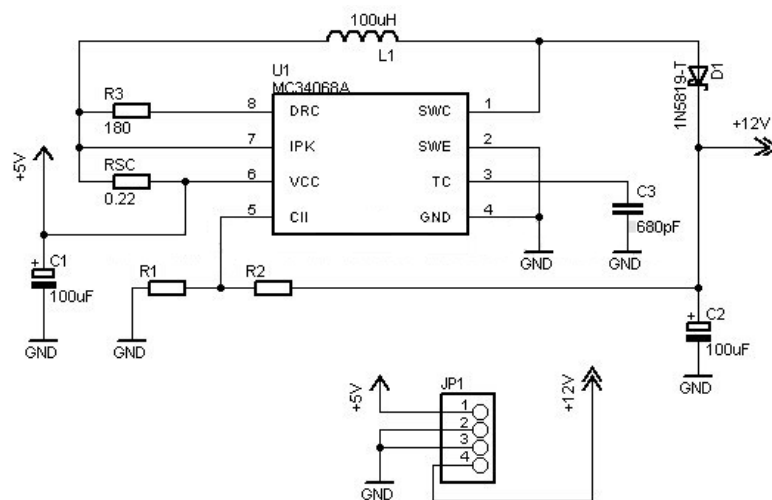 100uH
L1
U1
MC34068A
R3
180
8 DRC SWC 1
7 IPK SWE 2
6 VCC TC 3
5 CII GND 4
RSC
0.22
+5V
1N5819-T
D1
+12V
C3
680pF
GND
GND
+ C1
100uF
GND
R1
R2
GND
+ C2
100uF
GND
JP1
+5V
1
2
3
4
+12V
GND